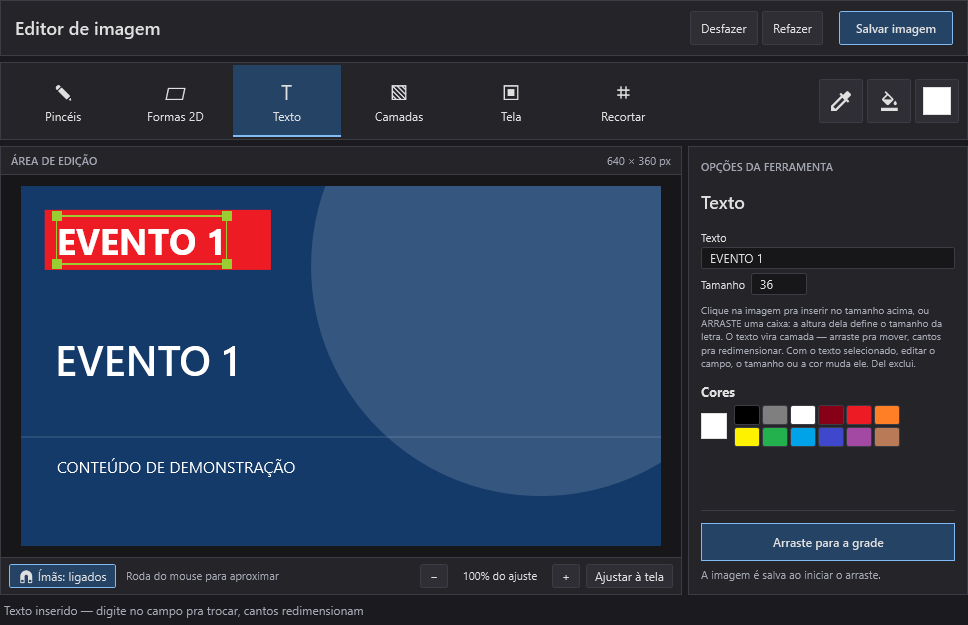 Editor de imagem
Desfazer
Refazer
Salvar imagem
Pincéis
Formas 2D
T
Texto
Camadas
Tela
Recortar
ÁREA DE EDIÇÃO
640 × 360 px
EVENTO 1
EVENTO 1
CONTEÚDO DE DEMONSTRAÇÃO
Ímãs: ligados
Roda do mouse para aproximar
−
100% do ajuste
+
Ajustar à tela
OPÇÕES DA FERRAMENTA
Texto
Texto
EVENTO 1
Tamanho
36
Clique na imagem pra inserir no tamanho acima, ou
ARRASTE uma caixa: a altura dela define o tamanho da
letra. O texto vira camada — arraste pra mover, cantos
pra redimensionar. Com o texto selecionado, editar o
campo, o tamanho ou a cor muda ele. Del exclui.
Cores
Arraste para a grade
A imagem é salva ao iniciar o arraste.
Texto inserido — digite no campo pra trocar, cantos redimensionam